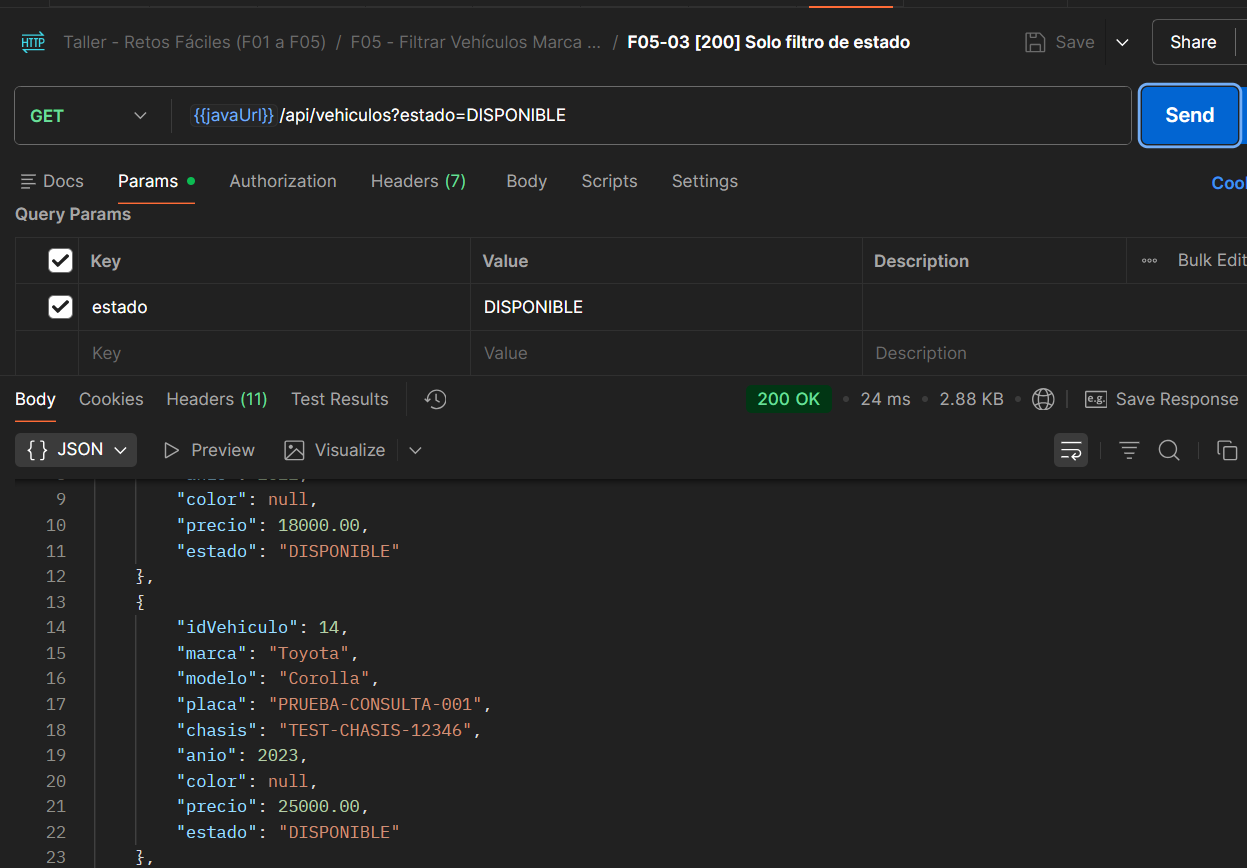 HTTP Taller - Retos Fáciles (F01 a F05) / F05 - Filtrar Vehículos Marca ... / F05-03 [200] Solo filtro de estado Save Share
GET {{javaUrl}} /api/vehiculos?estado=DISPONIBLE Send
Docs Params Authorization Headers (7) Body Scripts Settings
Query Params
Key Value Description Bulk Edit
estado DISPONIBLE
Key Value Description
Body Cookies Headers (11) Test Results 200 OK 24 ms 2.88 KB e.g. Save Response
{} JSON Preview Visualize
9 "color": null,
10 "precio": 18000.00,
11 "estado": "DISPONIBLE"
12 },
13 {
14 "idVehiculo": 14,
15 "marca": "Toyota",
16 "modelo": "Corolla",
17 "placa": "PRUEBA-CONSULTA-001",
18 "chasis": "TEST-CHASIS-12346",
19 "anio": 2023,
20 "color": null,
21 "precio": 25000.00,
22 "estado": "DISPONIBLE"
23 },